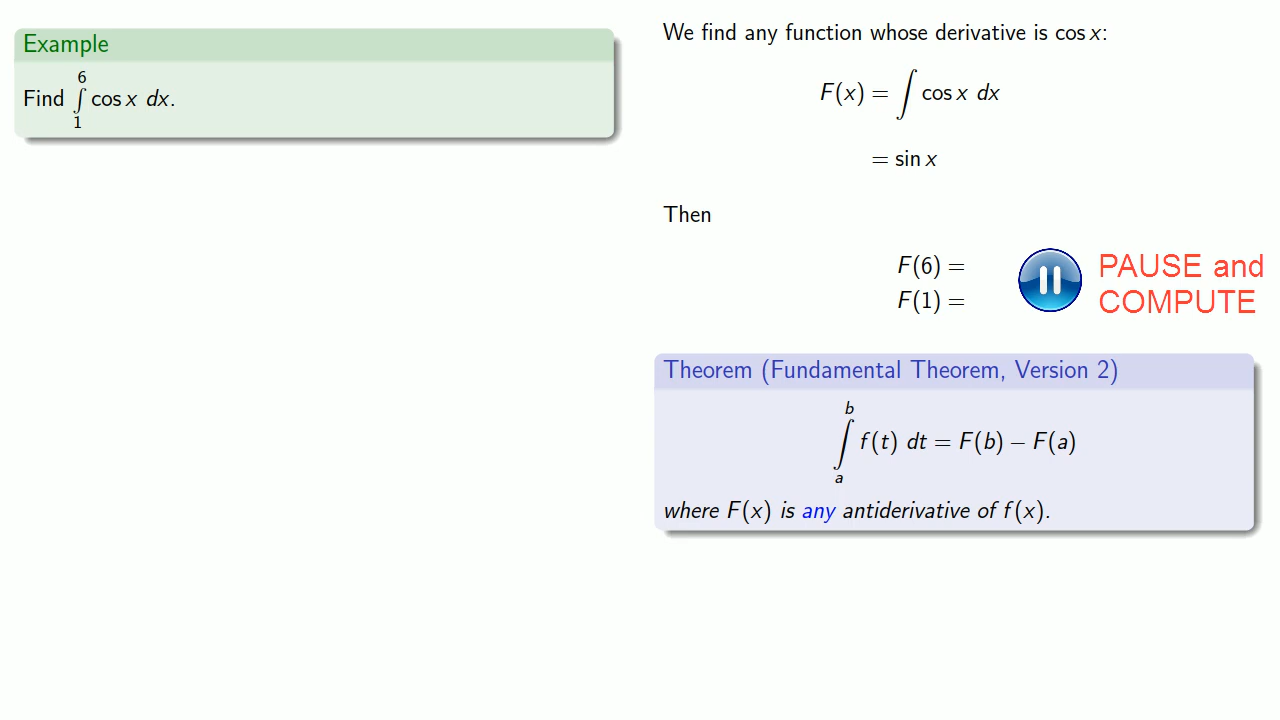 Example
Find ∫₁⁶ cos x dx.
We find any function whose derivative is cos x:
F(x) = ∫ cos x dx
= sin x
Then
F(6) =
F(1) =
PAUSE and
COMPUTE
Theorem (Fundamental Theorem, Version 2)
∫ₐᵇ f(t) dt = F(b) − F(a)
where F(x) is any antiderivative of f(x).